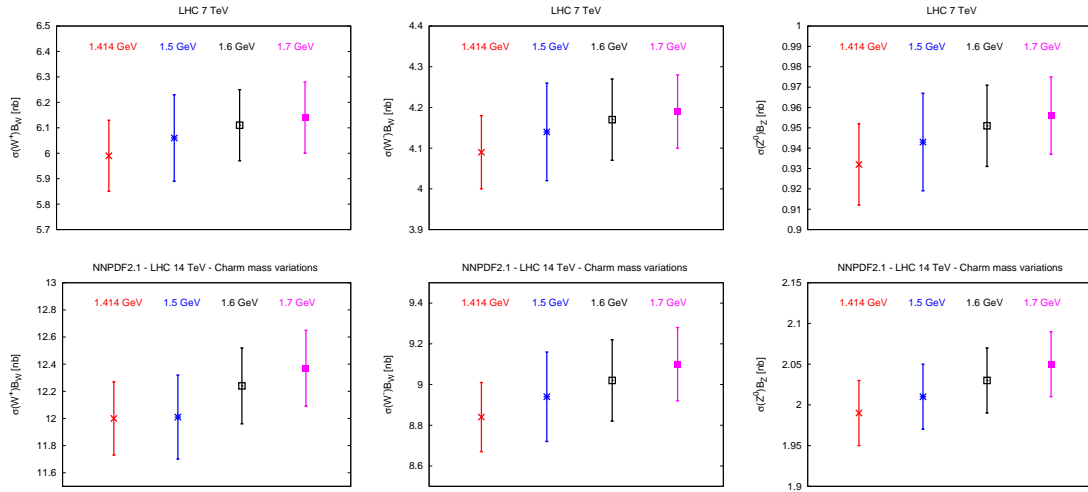 LHC 7 TeV
σ(W⁺)B_W [nb]
6.5
6.4
6.3
6.2
6.1
6
5.9
5.8
5.7
1.414 GeV 1.5 GeV 1.6 GeV 1.7 GeV
LHC 7 TeV
σ(W⁻)B_W [nb]
4.4
4.3
4.2
4.1
4
3.9
1.414 GeV 1.5 GeV 1.6 GeV 1.7 GeV
LHC 7 TeV
σ(Z⁰)B_Z [nb]
1
0.99
0.98
0.97
0.96
0.95
0.94
0.93
0.92
0.91
0.9
1.414 GeV 1.5 GeV 1.6 GeV 1.7 GeV
NNPDF2.1 - LHC 14 TeV - Charm mass variations
σ(W⁺)B_W [nb]
13
12.8
12.6
12.4
12.2
12
11.8
11.6
1.414 GeV 1.5 GeV 1.6 GeV 1.7 GeV
NNPDF2.1 - LHC 14 TeV - Charm mass variations
σ(W⁻)B_W [nb]
9.4
9.2
9
8.8
8.6
1.414 GeV 1.5 GeV 1.6 GeV 1.7 GeV
NNPDF2.1 - LHC 14 TeV - Charm mass variations
σ(Z⁰)B_Z [nb]
2.15
2.1
2.05
2
1.95
1.9
1.414 GeV 1.5 GeV 1.6 GeV 1.7 GeV